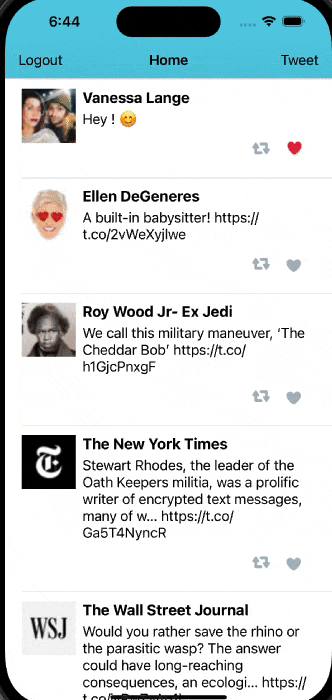 6:44
Logout Home Tweet
Vanessa Lange
Hey ! 😊
Ellen DeGeneres
A built-in babysitter! https://
t.co/2vWeXyjlwe
Roy Wood Jr- Ex Jedi
We call this military maneuver, ‘The
Cheddar Bob’ https://t.co/
h1GjcPnxgF
The New York Times
Stewart Rhodes, the leader of the
Oath Keepers militia, was a prolific
writer of encrypted text messages,
many of w... https://t.co/
Ga5T4NyncR
WSJ
The Wall Street Journal
Would you rather save the rhino or
the parasitic wasp? The answer
could have long-reaching
consequences, an ecologi... https://